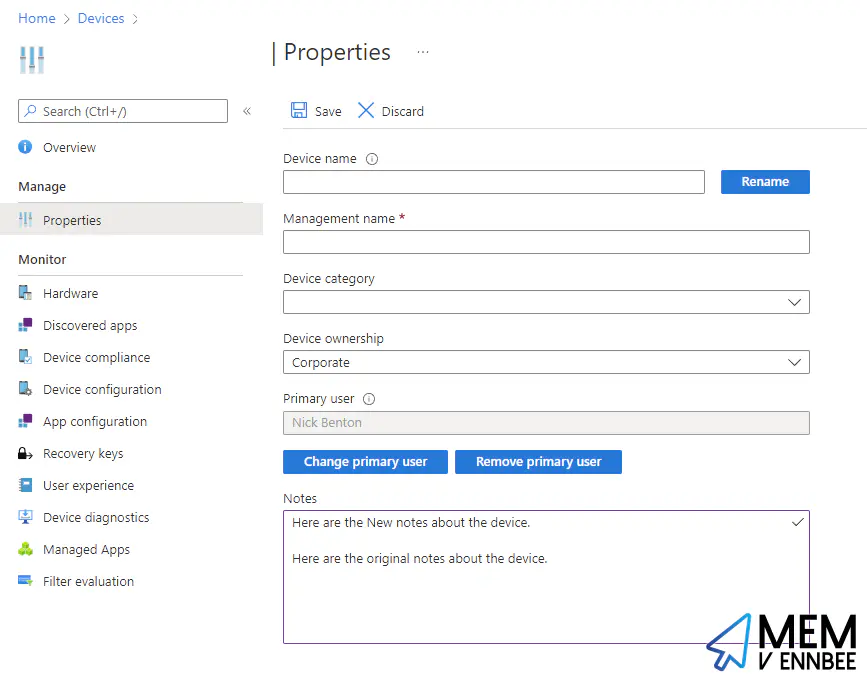 Home > Devices >
| Properties ...
Search (Ctrl+/) «
Overview
Manage
Properties
Monitor
Hardware
Discovered apps
Device compliance
Device configuration
App configuration
Recovery keys
User experience
Device diagnostics
Managed Apps
Filter evaluation
Save Discard
Device name
Rename
Management name *
Device category
Device ownership
Corporate
Primary user
Nick Benton
Change primary user Remove primary user
Notes
Here are the New notes about the device.
Here are the original notes about the device.
MEM
V ENNBEE